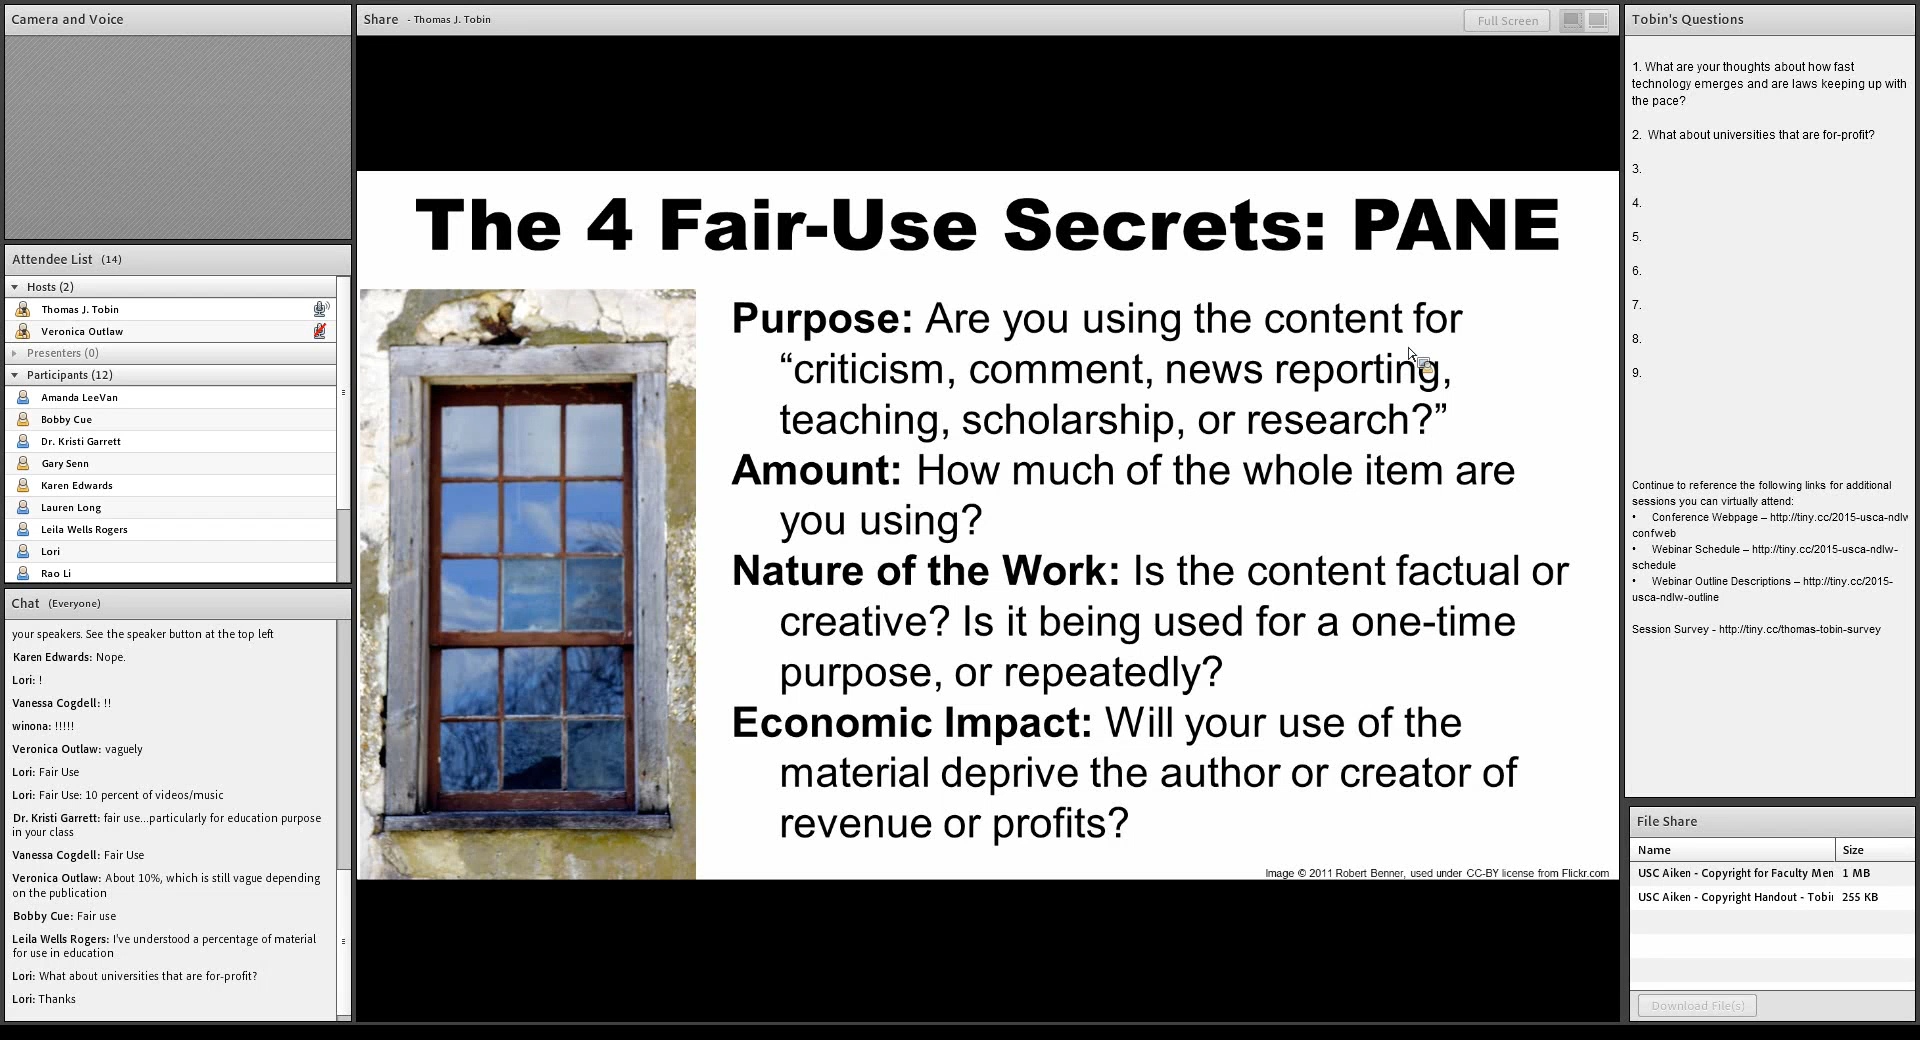 Camera and Voice
Attendee List (14)
Hosts (2)
Thomas J. Tobin
Veronica Outlaw
Presenters (0)
Participants (12)
Amanda LeeVan
Bobby Cue
Dr. Kristi Garrett
Gary Senn
Karen Edwards
Lauren Long
Leila Wells Rogers
Lori
Rao Li
Chat (Everyone)
your speakers. See the speaker button at the top left
Karen Edwards: Nope.
Lori: !
Vanessa Cogdell: !!
winona: !!!!!
Veronica Outlaw: vaguely
Lori: Fair Use
Lori: Fair Use: 10 percent of videos/music
Dr. Kristi Garrett: fair use...particularly for education purpose
in your class
Vanessa Cogdell: Fair Use
Veronica Outlaw: About 10%, which is still vague depending
on the publication
Bobby Cue: Fair use
Leila Wells Rogers: I've understood a percentage of material
for use in education
Lori: What about universities that are for-profit?
Lori: Thanks
Share - Thomas J. Tobin
Full Screen
The 4 Fair-Use Secrets: PANE
Purpose: Are you using the content for
“criticism, comment, news reporting,
teaching, scholarship, or research?”
Amount: How much of the whole item are
you using?
Nature of the Work: Is the content factual or
creative? Is it being used for a one-time
purpose, or repeatedly?
Economic Impact: Will your use of the
material deprive the author or creator of
revenue or profits?
Image © 2011 Robert Benner, used under CC-BY license from Flickr.com
Tobin's Questions
1. What are your thoughts about how fast
technology emerges and are laws keeping up with
the pace?
2. What about universities that are for-profit?
3.
4.
5.
6.
7.
8.
9.
Continue to reference the following links for additional
sessions you can virtually attend:
• Conference Webpage – http://tiny.cc/2015-usca-ndlw
confweb
• Webinar Schedule – http://tiny.cc/2015-usca-ndlw-
schedule
• Webinar Outline Descriptions – http://tiny.cc/2015-
usca-ndlw-outline
Session Survey - http://tiny.cc/thomas-tobin-survey
File Share
Name Size
USC Aiken - Copyright for Faculty Men 1 MB
USC Aiken - Copyright Handout - Tobi 255 KB
Download File(s)